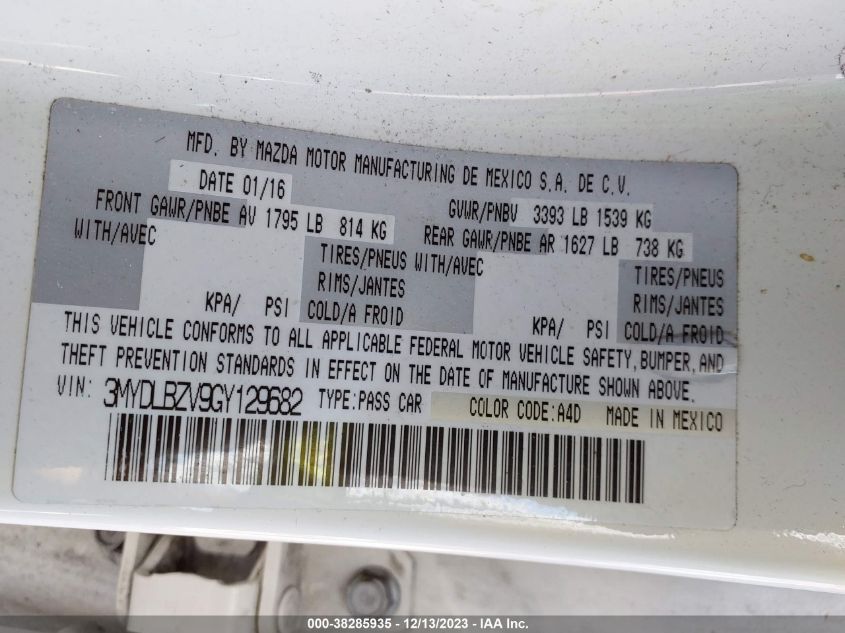 MFD. BY MAZDA MOTOR MANUFACTURING DE MEXICO S.A. DE C.V.
DATE 01/16
GVWR/PNBV 3393 LB 1539 KG
FRONT GAWR/PNBE AV 1795 LB 814 KG
REAR GAWR/PNBE AR 1627 LB 738 KG
WITH/AVEC
TIRES/PNEUS
WITH/AVEC
TIRES/PNEUS
RIMS/JANTES
RIMS/JANTES
KPA/ PSI COLD/A FROID
KPA/ PSI COLD/A FROID
THIS VEHICLE CONFORMS TO ALL APPLICABLE FEDERAL MOTOR VEHICLE SAFETY, BUMPER, AND
THEFT PREVENTION STANDARDS IN EFFECT ON THE DATE OF MANUFACTURE SHOWN ABOVE.
VIN: 3MYDLBZV9GY129682 TYPE:PASS CAR COLOR CODE:A4D MADE IN MEXICO
000-38285935 - 12/13/2023 - IAA Inc.